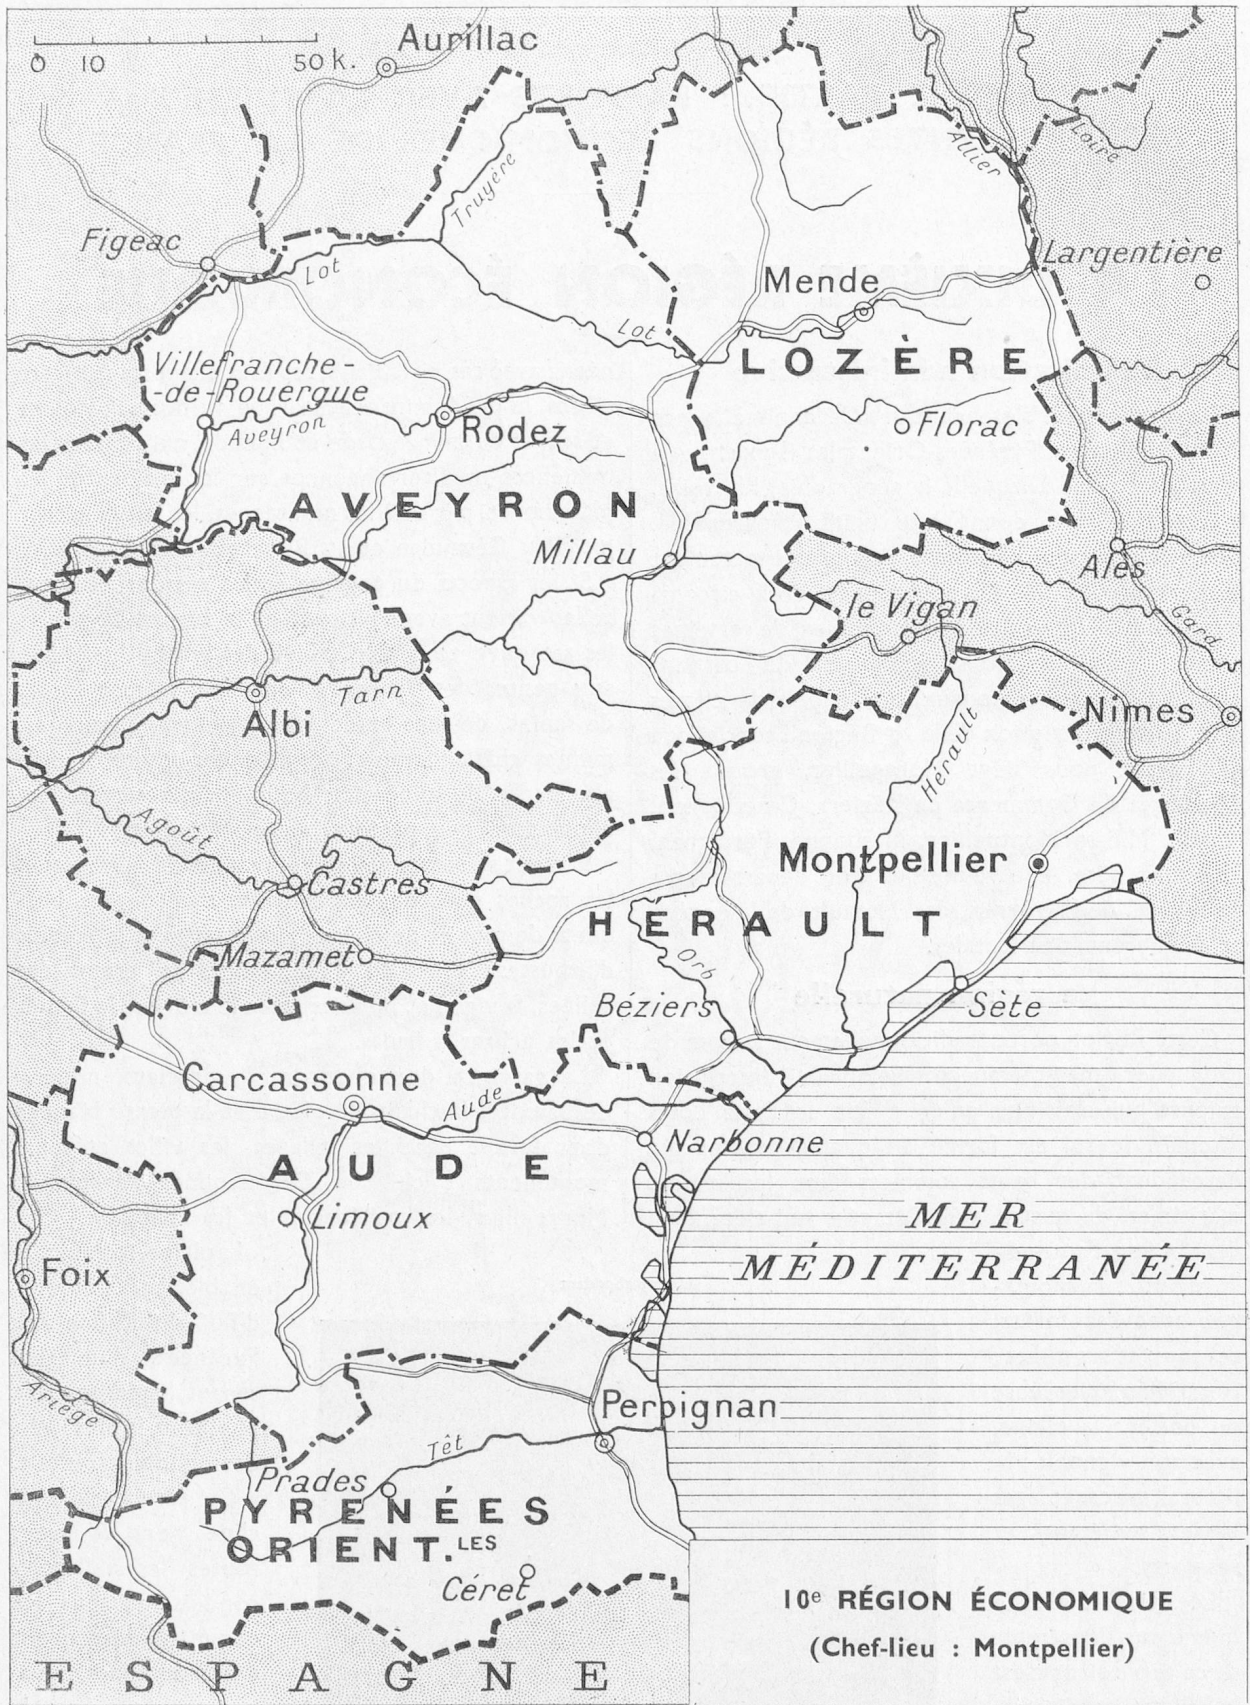 Aurillac
0 10 50 k.
Loire
Allier
Truyère
Figeac
Largentière
Lot
Mende
Lot
LOZÈRE
Villefranche-
-de-Rouergue
Aveyron
Rodez
Florac
AVEYRON
Millau
Alès
le Vigan
Gard
Tarn
Albi
Nimes
Hérault
Agoût
Montpellier
Castres
HERAULT
Mazamet
Orb
Béziers
Sète
Carcassonne
Aude
Narbonne
AUDE
Limoux
MER
MÉDITERRANÉE
Foix
Ariège
Perpignan
Têt
Prades
PYRENÉES
ORIENT.LES
Céret
10e RÉGION ÉCONOMIQUE
(Chef-lieu : Montpellier)
ESPAGNE